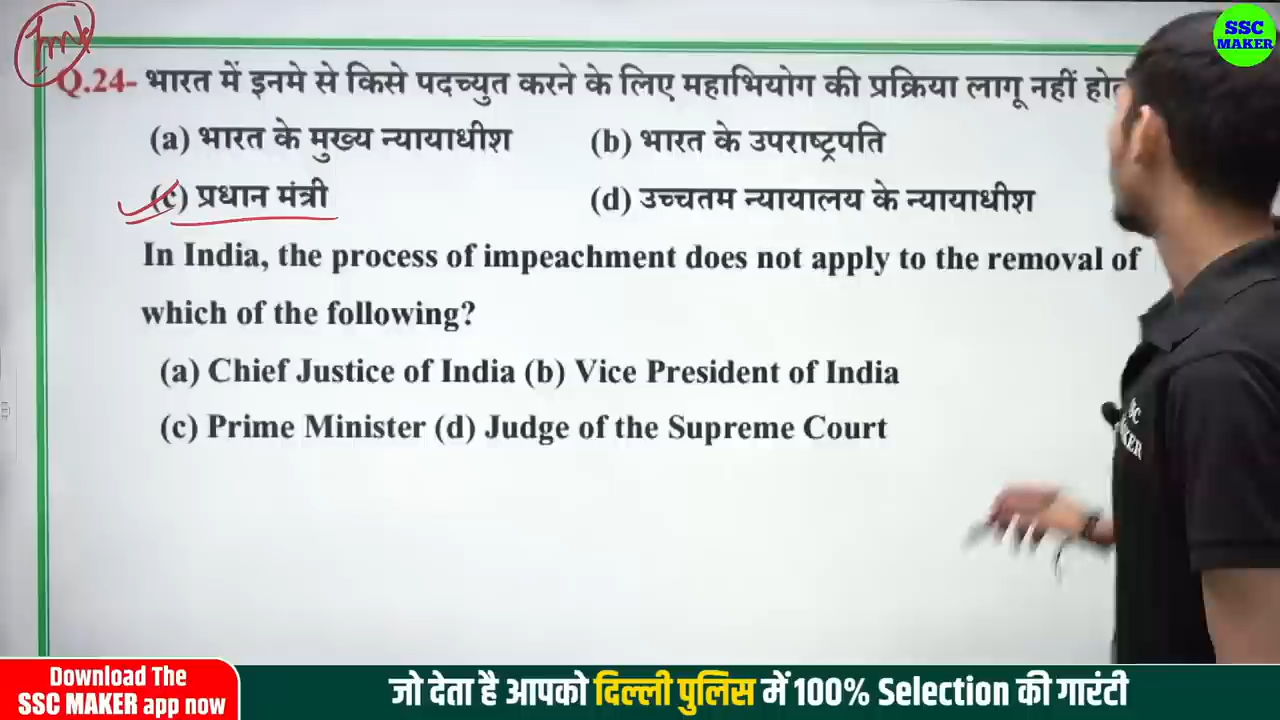 SSC
MAKER
Q.24- भारत में इनमे से किसे पदच्युत करने के लिए महाभियोग की प्रक्रिया लागू नहीं
(a) भारत के मुख्य न्यायाधीश (b) भारत के उपराष्ट्रपति
(c) प्रधान मंत्री (d) उच्चतम न्यायालय के न्यायाधीश
In India, the process of impeachment does not apply to the removal of
which of the following?
(a) Chief Justice of India (b) Vice President of India
(c) Prime Minister (d) Judge of the Supreme Court
Download The
SSC MAKER app now
जो देता है आपको दिल्ली पुलिस में 100% Selection की गारंटी